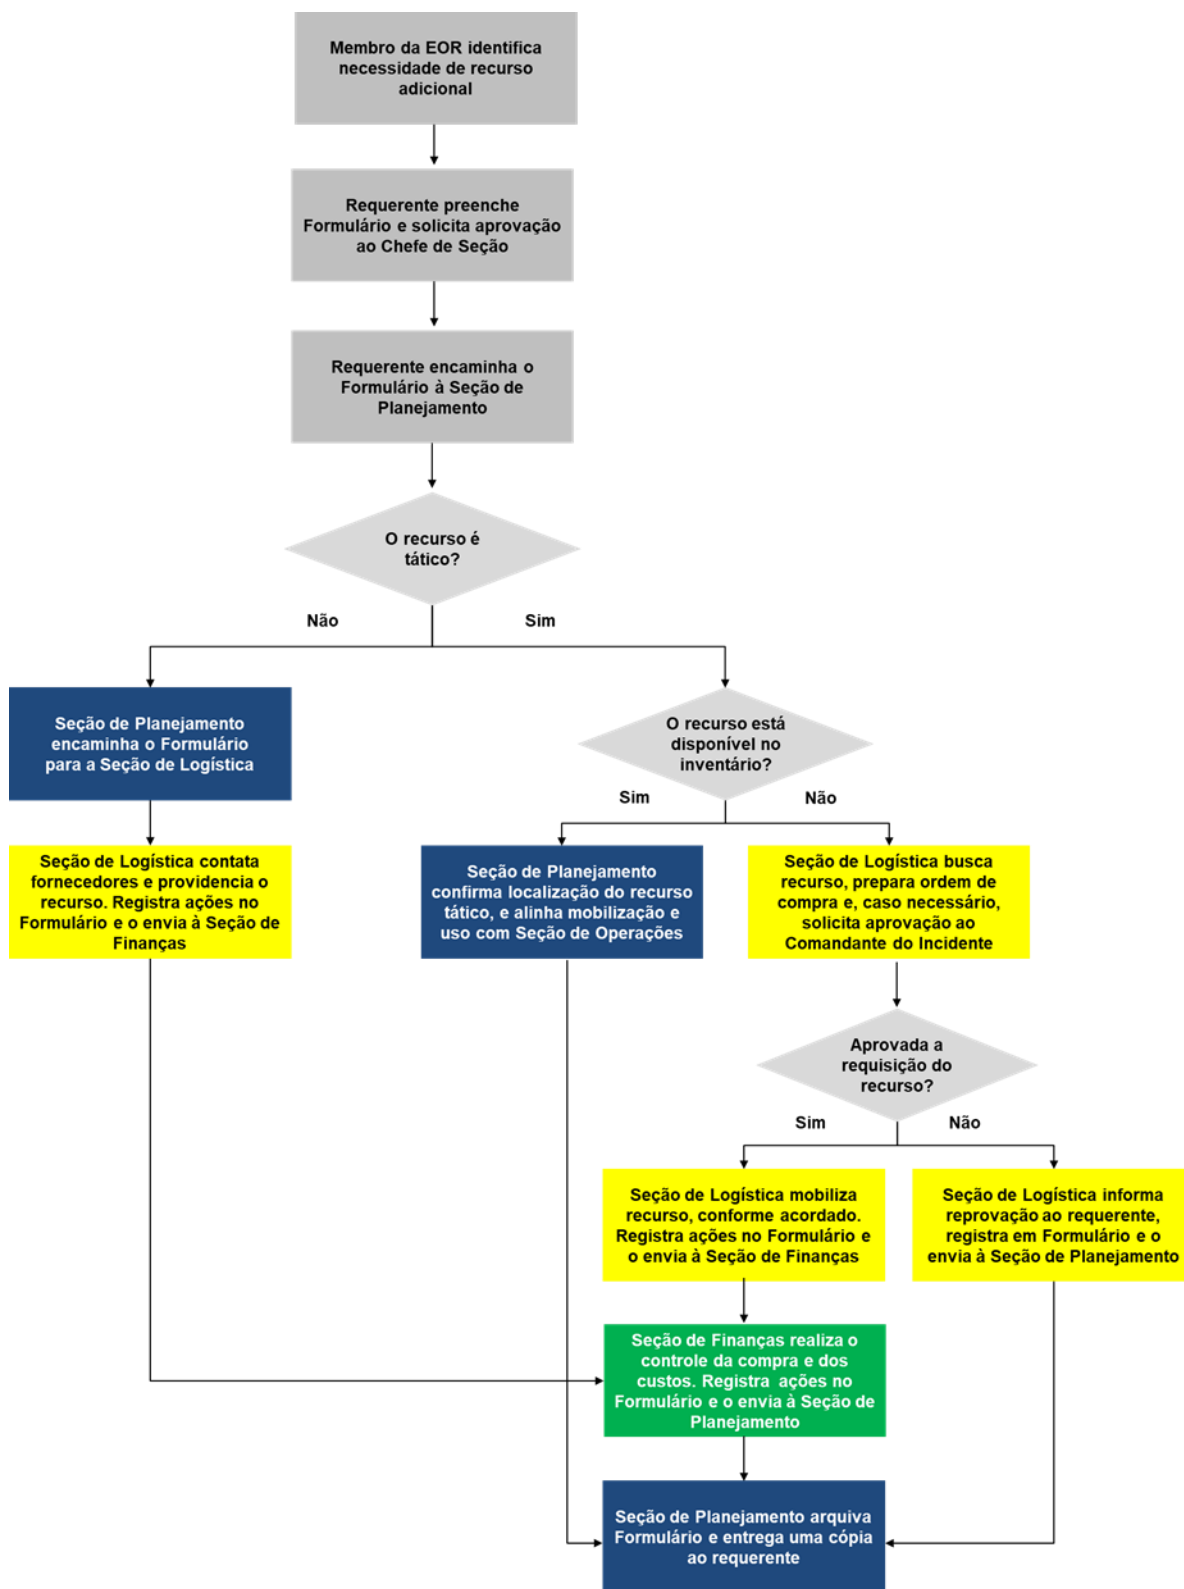 Membro da EOR identifica
necessidade de recurso
adicional
Requerente preenche
Formulário e solicita aprovação
ao Chefe de Seção
Requerente encaminha o
Formulário à Seção de
Planejamento
O recurso é
tático?
Não
Sim
Seção de Planejamento
encaminha o Formulário
para a Seção de Logística
O recurso está
disponível no
inventário?
Sim
Não
Seção de Logística contata
fornecedores e providencia o
recurso. Registra ações no
Formulário e o envia à Seção de
Finanças
Seção de Planejamento
confirma localização do recurso
tático, e alinha mobilização e
uso com Seção de Operações
Seção de Logística busca
recurso, prepara ordem de
compra e, caso necessário,
solicita aprovação ao
Comandante do Incidente
Aprovada a
requisição do
recurso?
Sim
Não
Seção de Logística mobiliza
recurso, conforme acordado.
Registra ações no Formulário e
o envia à Seção de Finanças
Seção de Logística informa
reprovação ao requerente,
registra em Formulário e o
envia à Seção de Planejamento
Seção de Finanças realiza o
controle da compra e dos
custos. Registra ações no
Formulário e o envia à Seção de
Planejamento
Seção de Planejamento arquiva
Formulário e entrega uma cópia
ao requerente